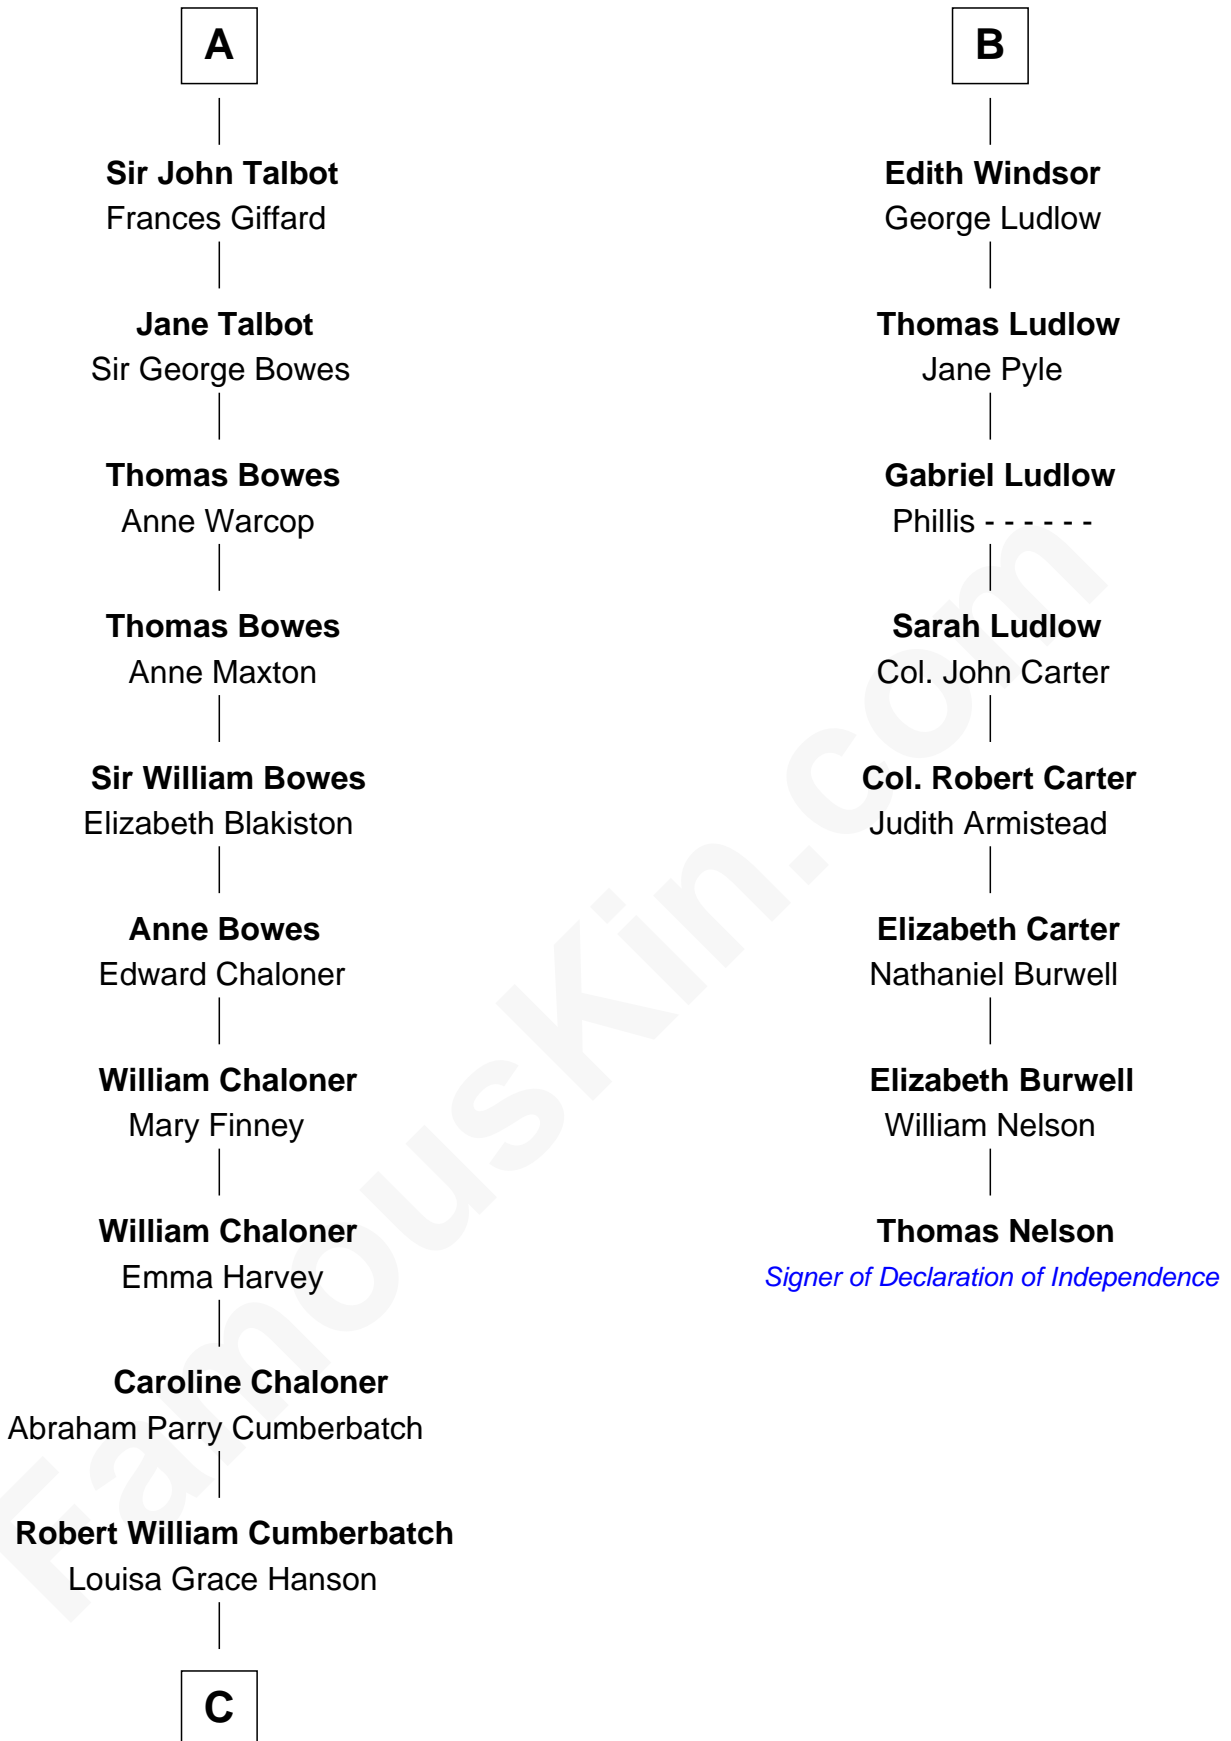 A
Sir John Talbot
Frances Giffard
Jane Talbot
Sir George Bowes
Thomas Bowes
Anne Warcop
Thomas Bowes
Anne Maxton
Sir William Bowes
Elizabeth Blakiston
Anne Bowes
Edward Chaloner
William Chaloner
Mary Finney
William Chaloner
Emma Harvey
Caroline Chaloner
Abraham Parry Cumberbatch
Robert William Cumberbatch
Louisa Grace Hanson
C
B
Edith Windsor
George Ludlow
Thomas Ludlow
Jane Pyle
Gabriel Ludlow
Phillis - - - - - -
Sarah Ludlow
Col. John Carter
Col. Robert Carter
Judith Armistead
Elizabeth Carter
Nathaniel Burwell
Elizabeth Burwell
William Nelson
Thomas Nelson
Signer of Declaration of Independence
FamousKin.com